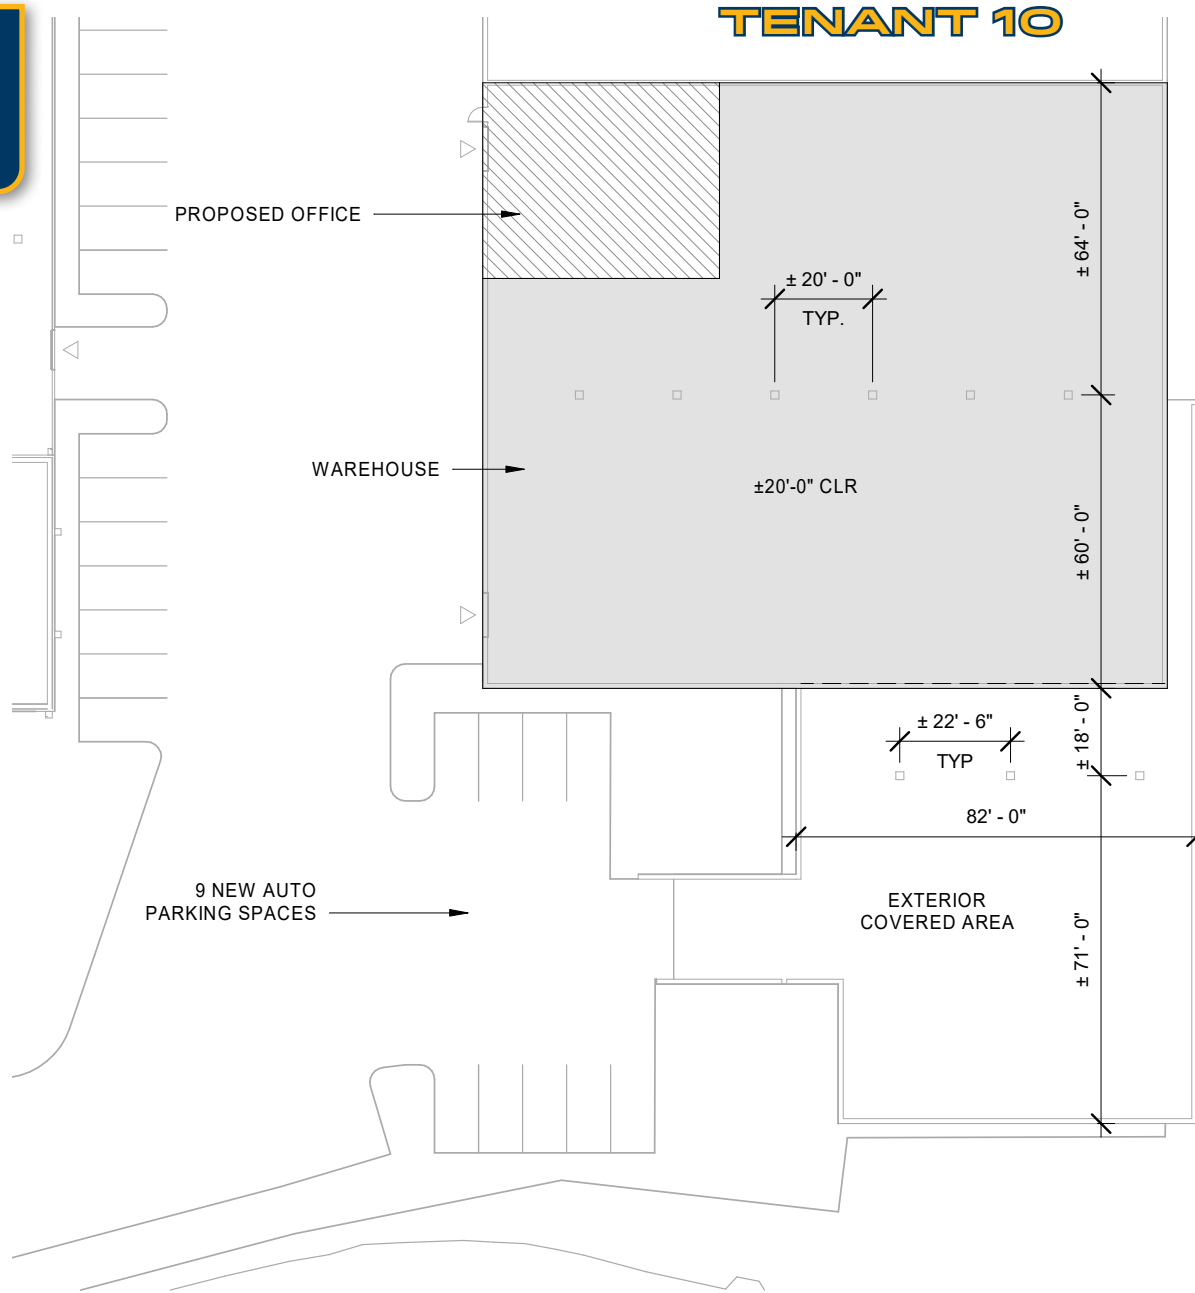 TENANT 10
PROPOSED OFFICE
± 64' - 0"
± 20' - 0"
TYP.
WAREHOUSE
±20'-0" CLR
± 60' - 0"
± 22' - 6"
TYP
± 18' - 0"
82' - 0"
9 NEW AUTO
PARKING SPACES
EXTERIOR
COVERED AREA
± 71' - 0"